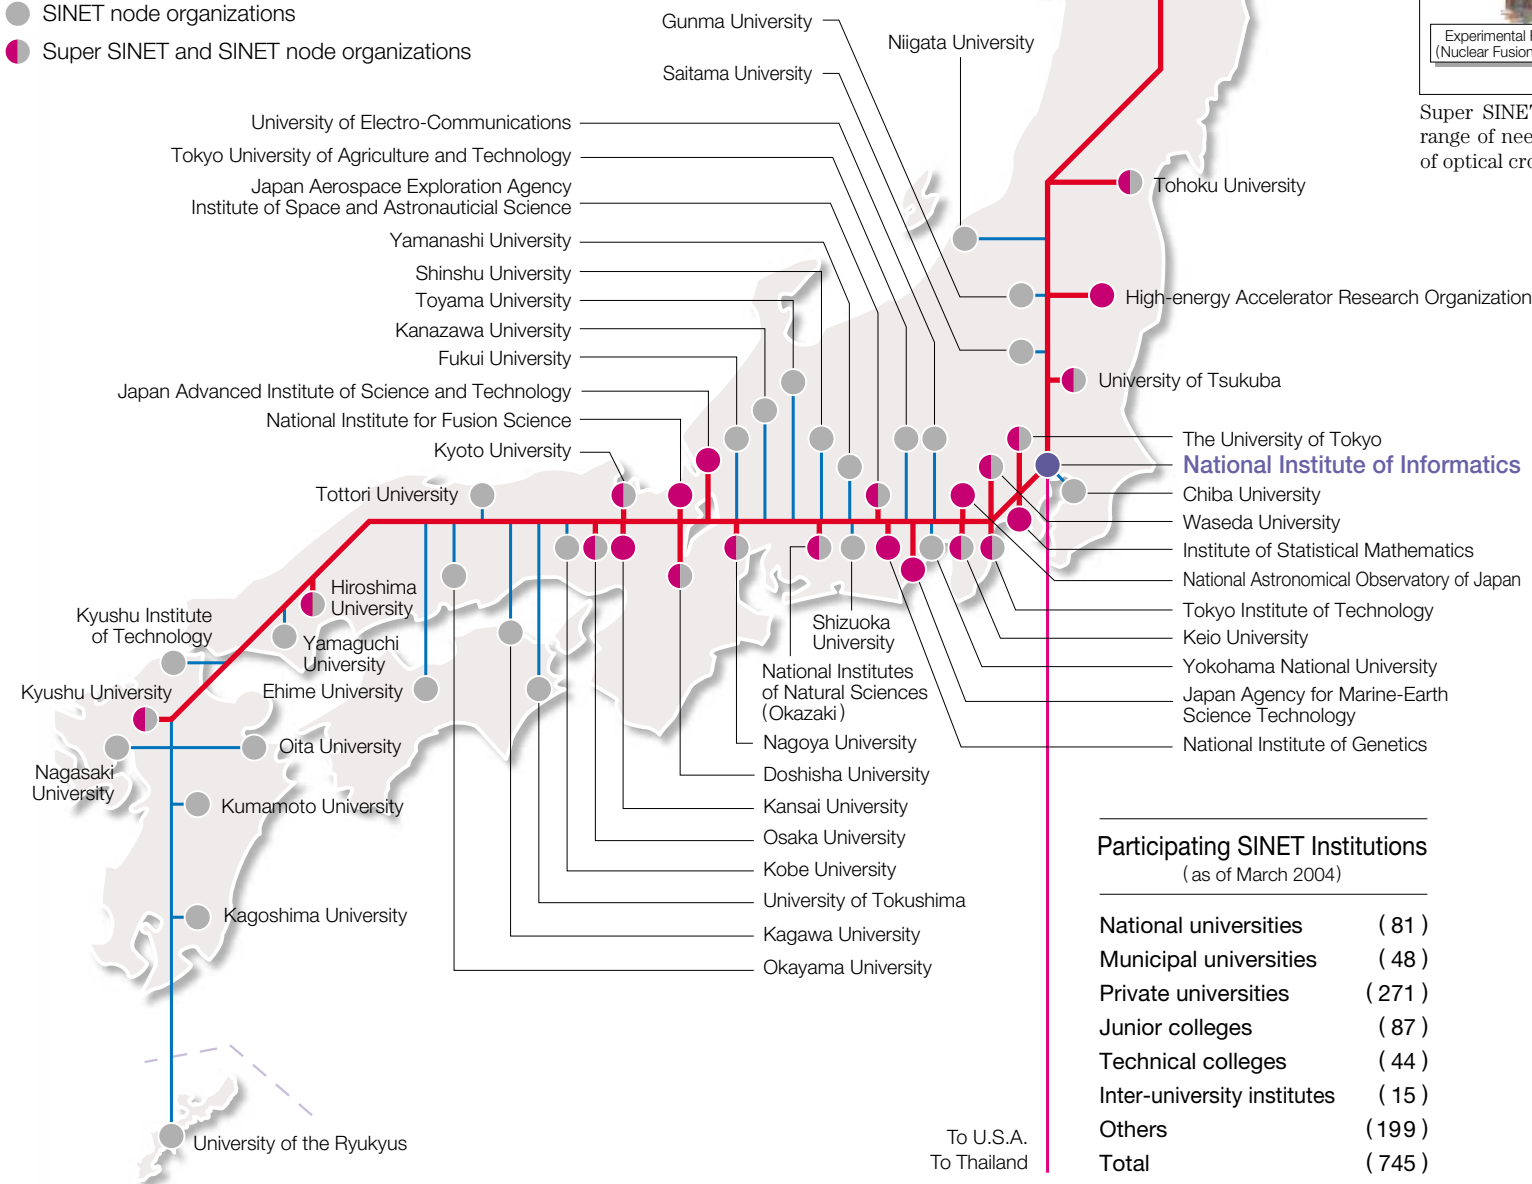 SINET node organizations
Super SINET and SINET node organizations
Gunma University
Niigata University
Saitama University
University of Electro-Communications
Tokyo University of Agriculture and Technology
Japan Aerospace Exploration Agency
Institute of Space and Astronauticial Science
Yamanashi University
Shinshu University
Toyama University
Kanazawa University
Fukui University
Japan Advanced Institute of Science and Technology
National Institute for Fusion Science
Kyoto University
Tottori University
Experimental
(Nuclear Fusion
Super SINET
range of
of optical
Tohoku University
High-energy Accelerator Research Organization
University of Tsukuba
The University of Tokyo
National Institute of Informatics
Chiba University
Waseda University
Institute of Statistical Mathematics
National Astronomical Observatory of Japan
Tokyo Institute of Technology
Keio University
Yokohama National University
Japan Agency for Marine-Earth
Science Technology
National Institute of Genetics
Hiroshima
University
Kyushu Institute
of Technology
Yamaguchi
University
Kyushu University
Ehime University
Oita University
Nagasaki
University
Kumamoto University
Kagoshima University
University of the Ryukyus
Shizuoka
University
National Institutes
of Natural Sciences
(Okazaki)
Nagoya University
Doshisha University
Kansai University
Osaka University
Kobe University
University of Tokushima
Kagawa University
Okayama University
To U.S.A.
To Thailand
Participating SINET Institutions
(as of March 2004)
National universities (81)
Municipal universities (48)
Private universities (271)
Junior colleges (87)
Technical colleges (44)
Inter-university institutes (15)
Others (199)
Total (745)